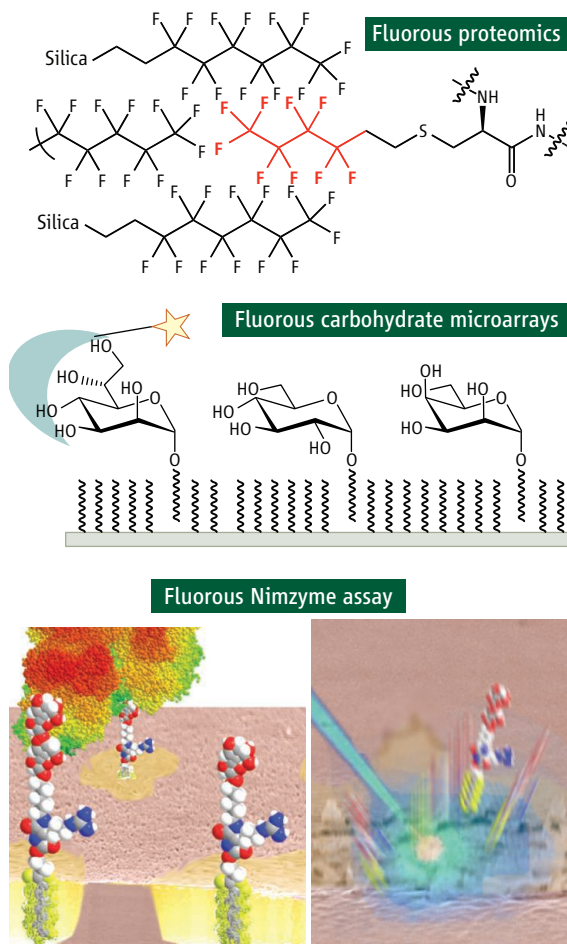 Fluorous proteomics
F F F F F F
Silica
F
F
F
F F F F F F
F F F F F
F
F
F F F F
F F F F F
F
F
F F F F
S
NH
H
N
O
F F F F F F
Silica
F
F
F
F F F F F F
Fluorous carbohydrate microarrays
HO
HO
HO
HO
HO
O
O
HO
HO
HO
HO
O
O
OH
HO
HO
HO
O
O
Fluorous Nimzyme assay